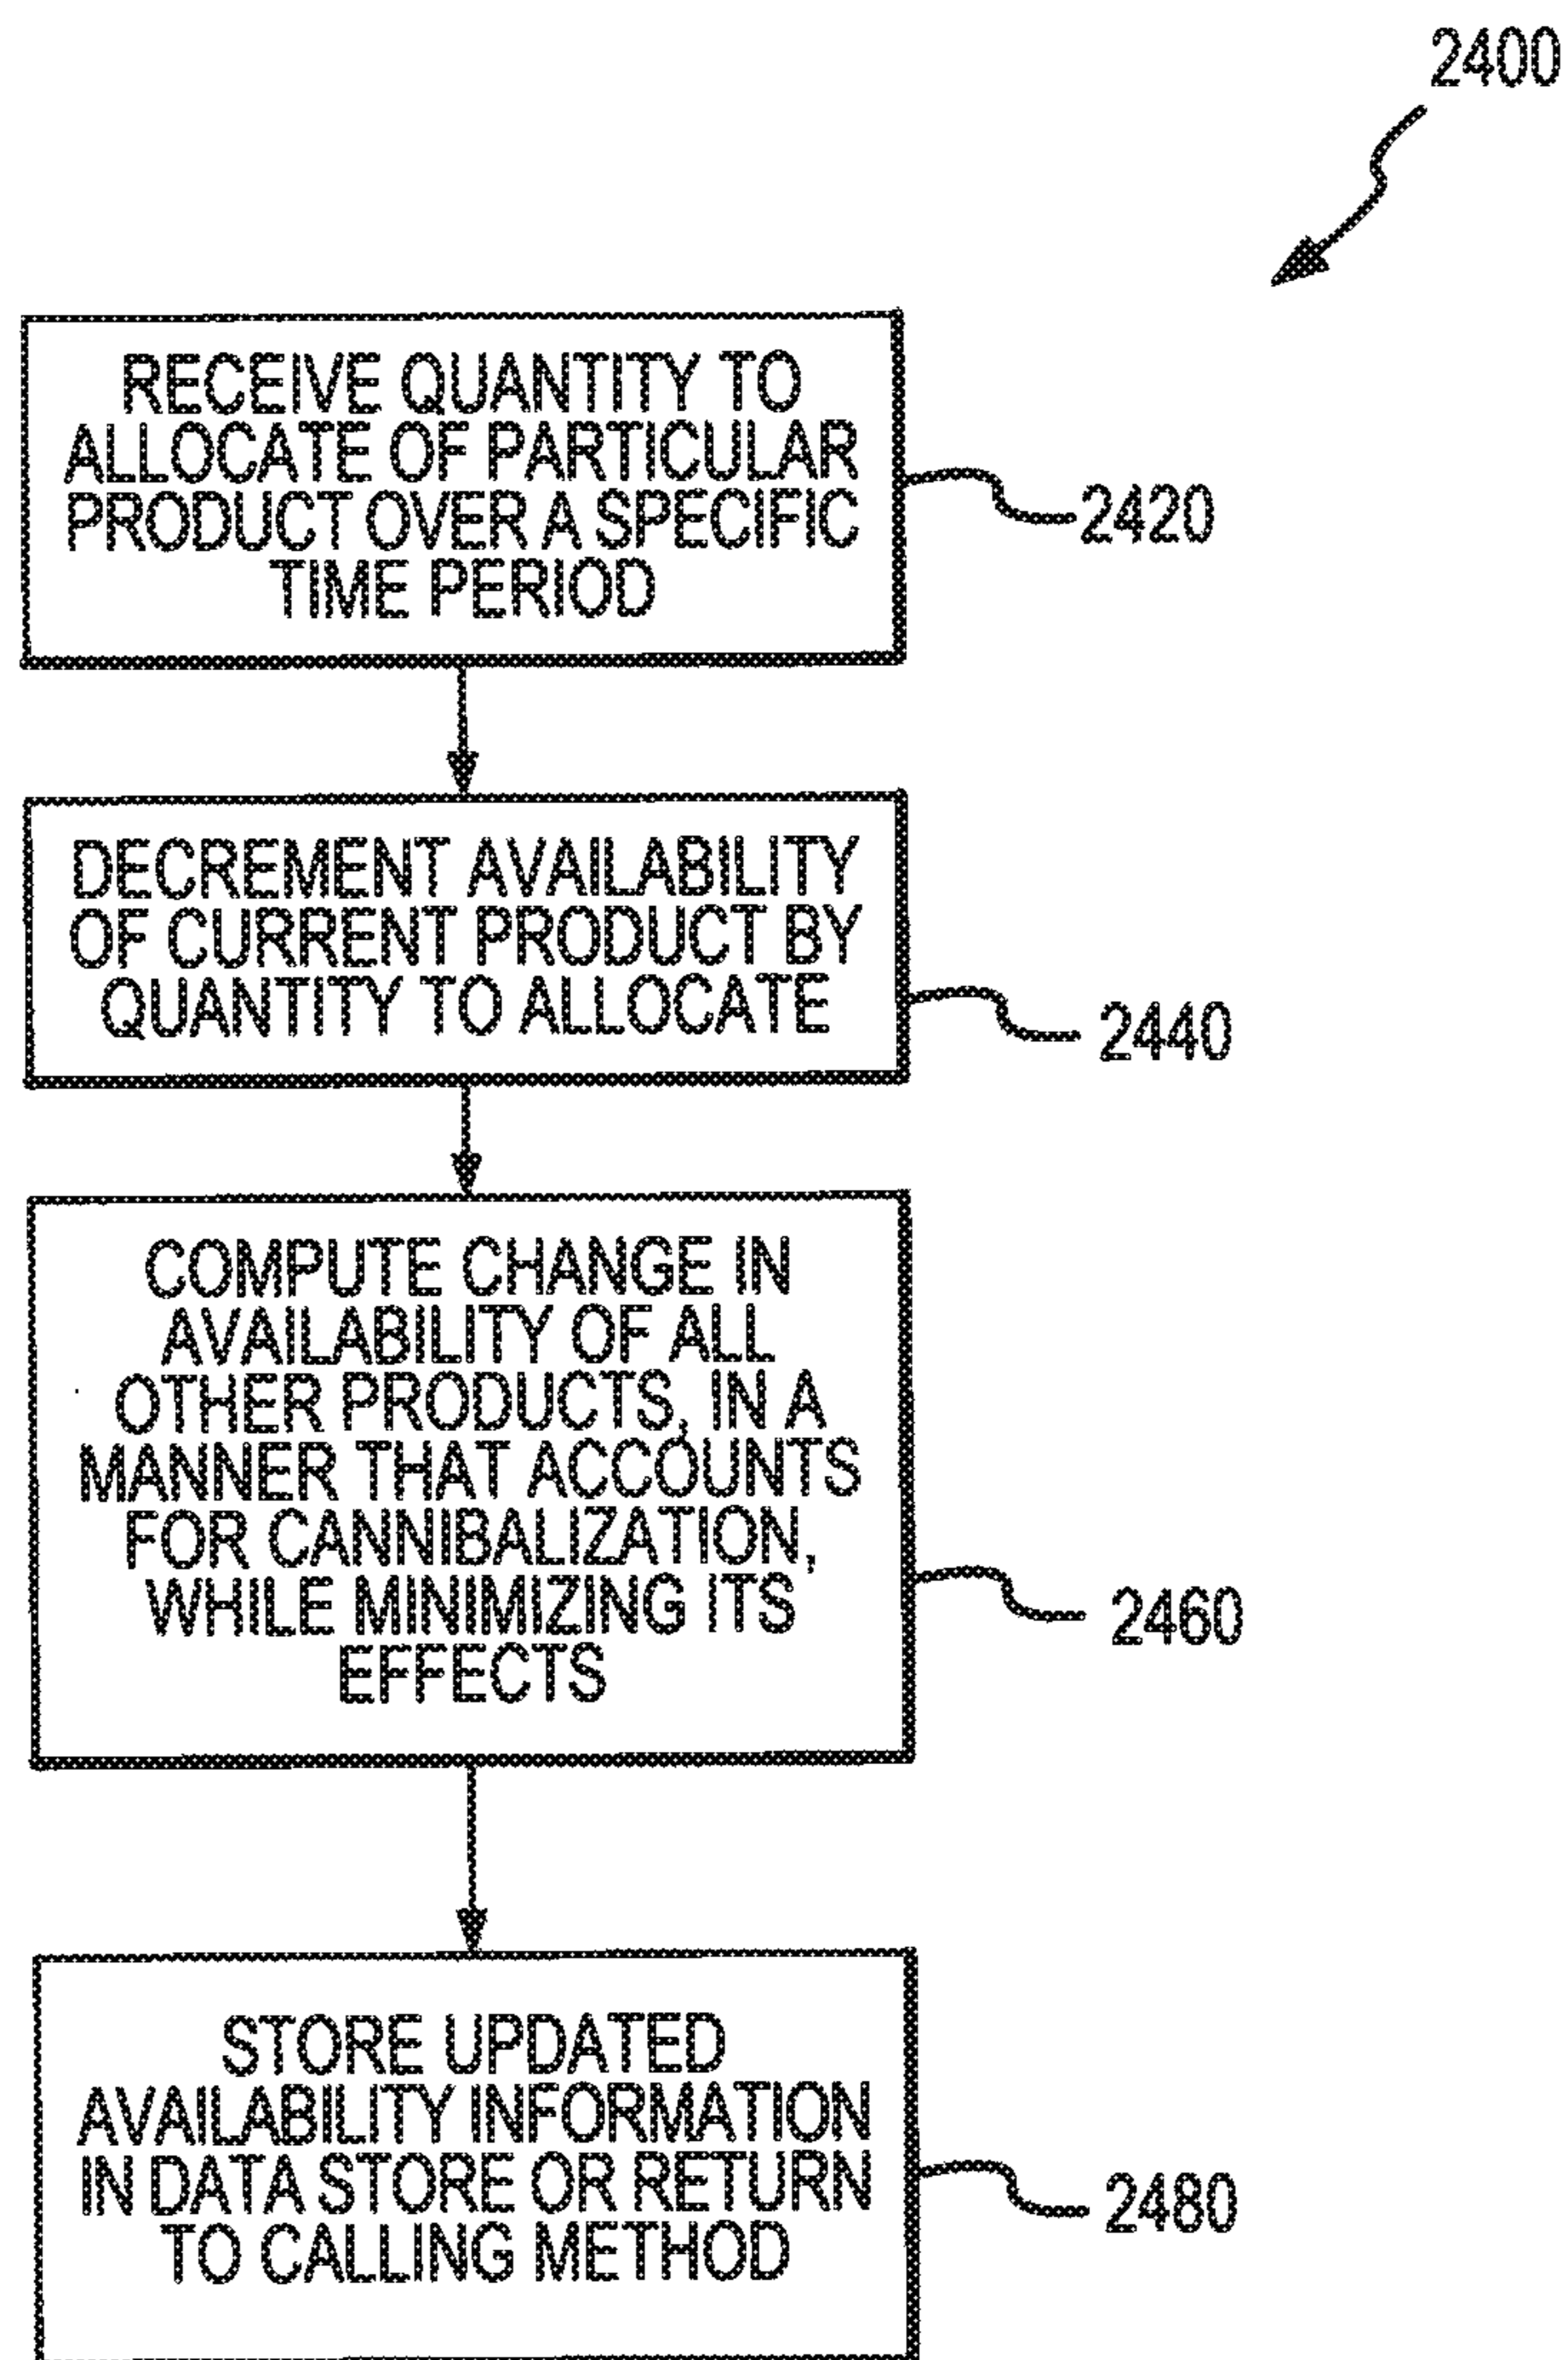 2400
RECEIVE QUANTITY TO
ALLOCATE OF PARTICULAR
PRODUCT OVER A SPECIFIC
TIME PERIOD
2420
DECREMENT AVAILABILITY
OF CURRENT PRODUCT BY
QUANTITY TO ALLOCATE
2440
COMPUTE CHANGE IN
AVAILABILITY OF ALL
OTHER PRODUCTS, IN A
MANNER THAT ACCOUNTS
FOR CANNIBALIZATION,
WHILE MINIMIZING ITS
EFFECTS
2460
STORE UPDATED
AVAILABILITY INFORMATION
IN DATA STORE OR RETURN
TO CALLING METHOD
2480